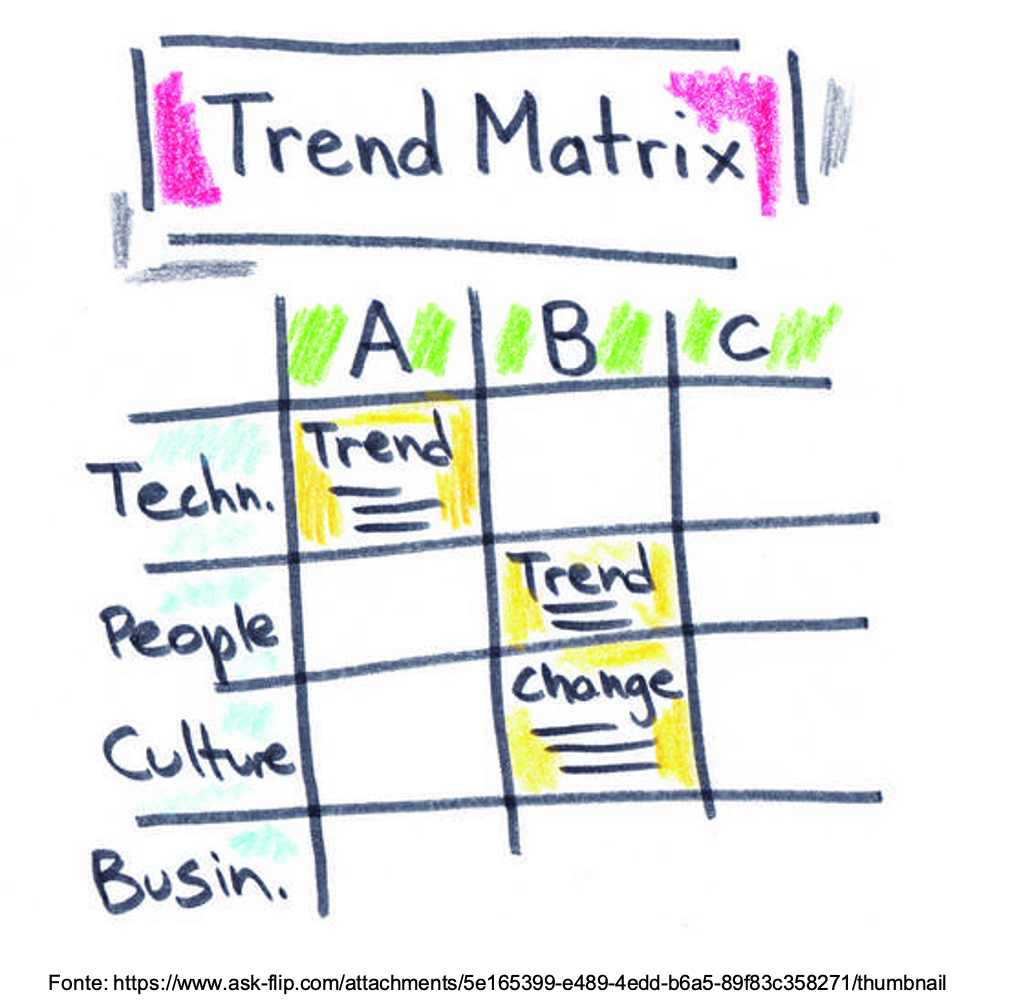 Trend Matrix
A B C
Techn. Trend
People Trend
Culture Change
Busin.
Fonte: https://www.ask-flip.com/attachments/5e165399-e489-4edd-b6a5-89f83c358271/thumbnail